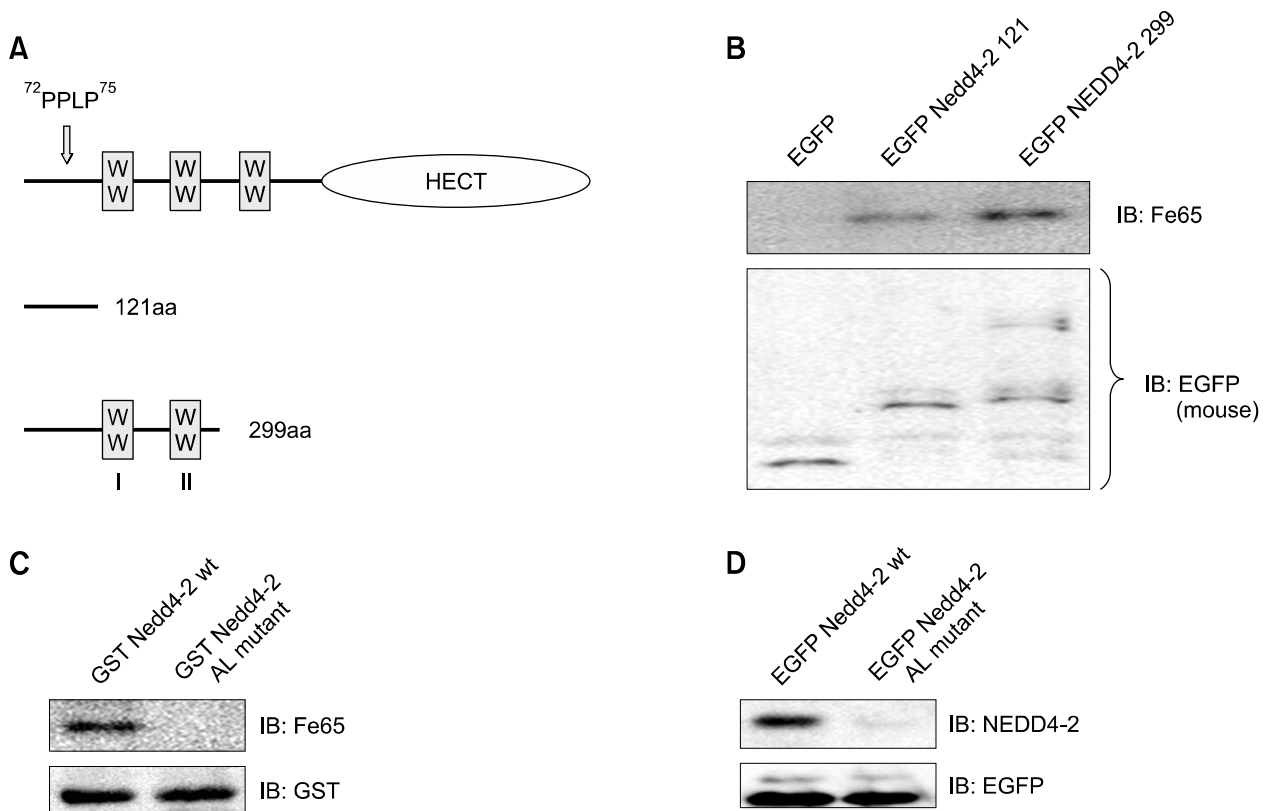 A
⁷²PPLP⁷⁵
W W W
W W W
HECT
121aa
W W
W W
299aa
I II
B
EGFP
EGFP Nedd4-2 121
EGFP NEDD4-2 299
IB: Fe65
IB: EGFP
(mouse)
C
GST Nedd4-2 wt
GST Nedd4-2
AL mutant
IB: Fe65
IB: GST
D
EGFP Nedd4-2 wt
EGFP Nedd4-2
AL mutant
IB: NEDD4-2
IB: EGFP